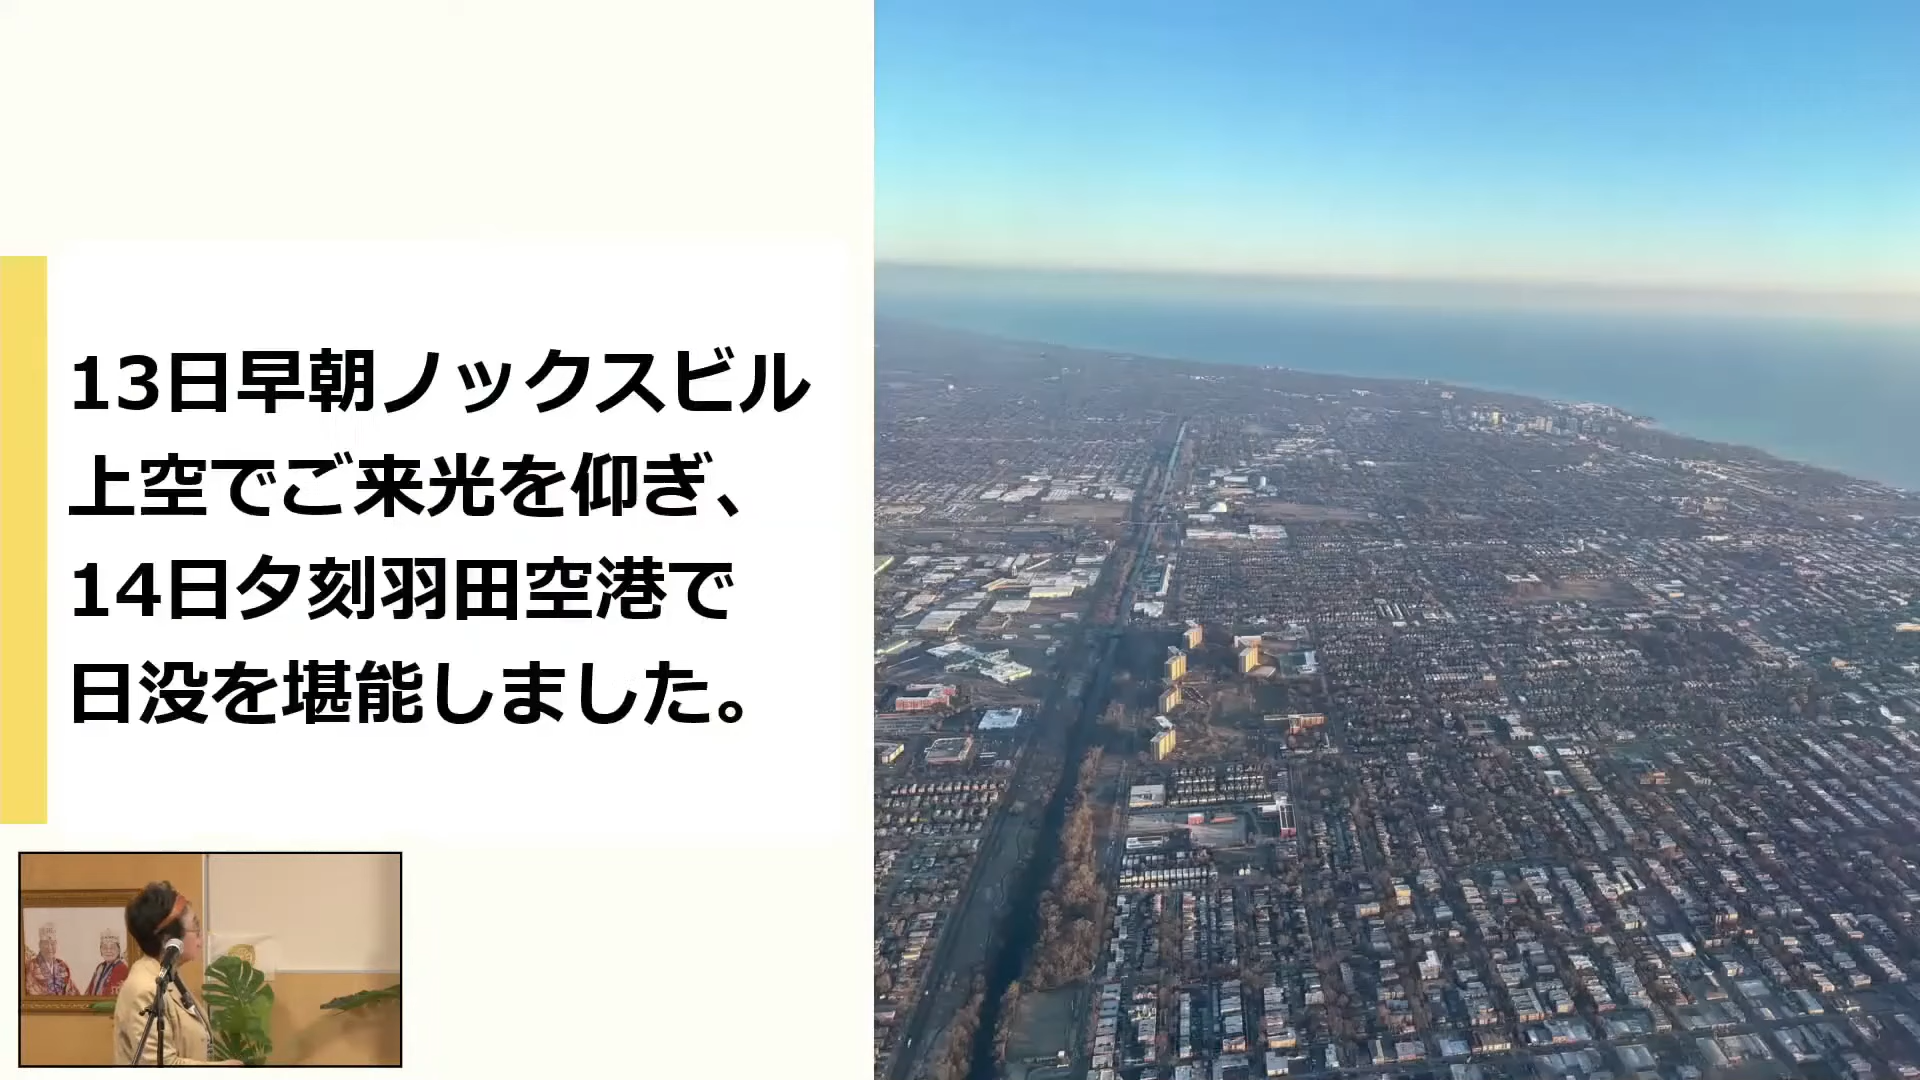 13日早朝ノックスビル
上空でご来光を仰ぎ、
14日夕刻羽田空港で
日没を堪能しました。